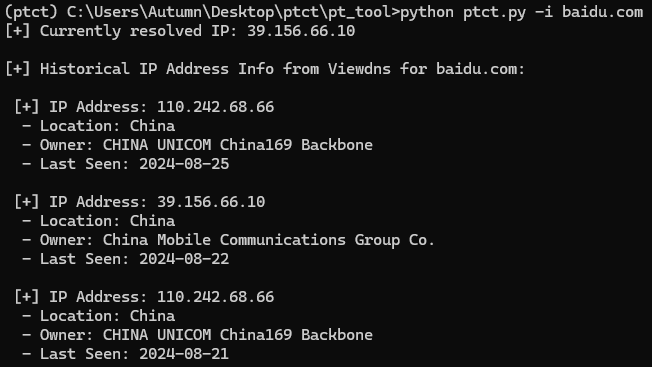 (ptct) C:\Users\Autumn\Desktop\ptct\pt_tool>python ptct.py -i baidu.com
[+] Currently resolved IP: 39.156.66.10
[+] Historical IP Address Info from Viewdns for baidu.com:
[+] IP Address: 110.242.68.66
- Location: China
- Owner: CHINA UNICOM China169 Backbone
- Last Seen: 2024-08-25
[+] IP Address: 39.156.66.10
- Location: China
- Owner: China Mobile Communications Group Co.
- Last Seen: 2024-08-22
[+] IP Address: 110.242.68.66
- Location: China
- Owner: CHINA UNICOM China169 Backbone
- Last Seen: 2024-08-21